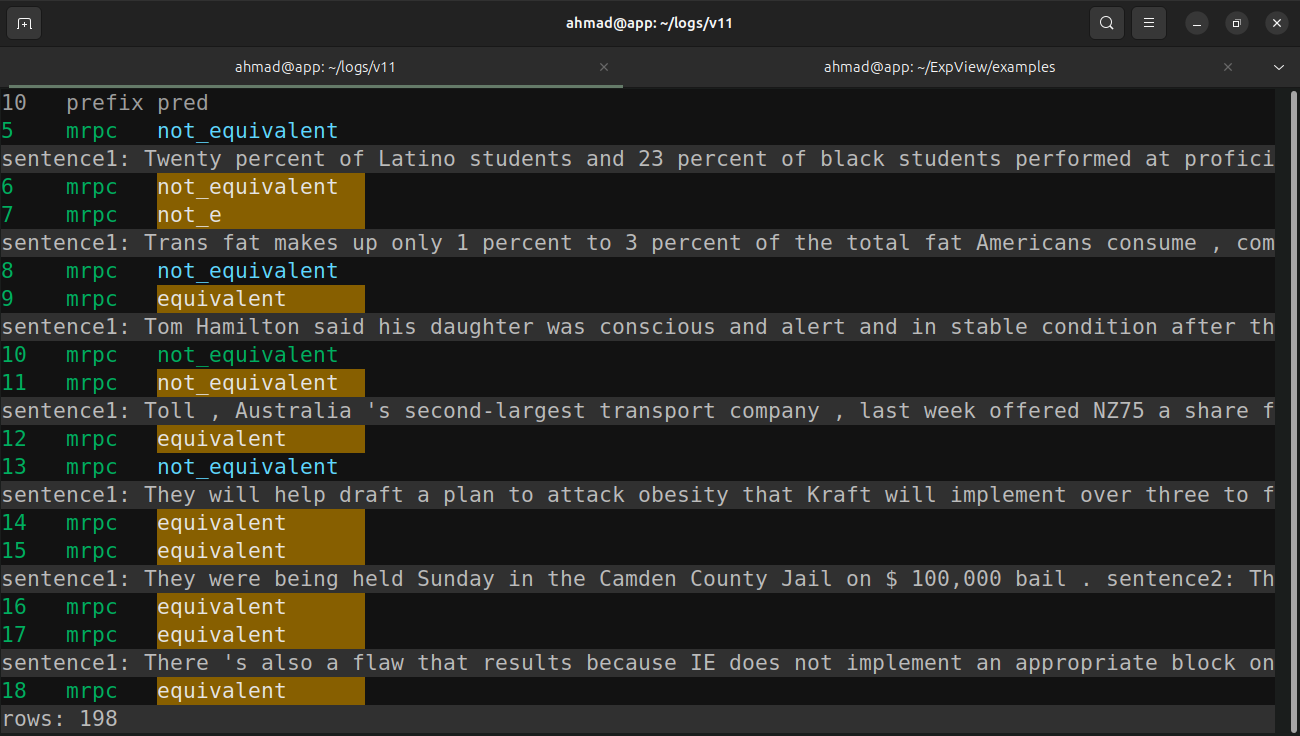 ahmad@app: ~/logs/v11
ahmad@app: ~/logs/v11
ahmad@app: ~/ExpView/examples
10 prefix pred
5 mrpc not_equivalent
sentence1: Twenty percent of Latino students and 23 percent of black students performed at profici
6 mrpc not_equivalent
7 mrpc not_e
sentence1: Trans fat makes up only 1 percent to 3 percent of the total fat Americans consume , com
8 mrpc not_equivalent
9 mrpc equivalent
sentence1: Tom Hamilton said his daughter was conscious and alert and in stable condition after th
10 mrpc not_equivalent
11 mrpc not_equivalent
sentence1: Toll , Australia 's second-largest transport company , last week offered NZ75 a share f
12 mrpc equivalent
13 mrpc not_equivalent
sentence1: They will help draft a plan to attack obesity that Kraft will implement over three to f
14 mrpc equivalent
15 mrpc equivalent
sentence1: They were being held Sunday in the Camden County Jail on $ 100,000 bail . sentence2: Th
16 mrpc equivalent
17 mrpc equivalent
sentence1: There 's also a flaw that results because IE does not implement an appropriate block on
18 mrpc equivalent
rows: 198